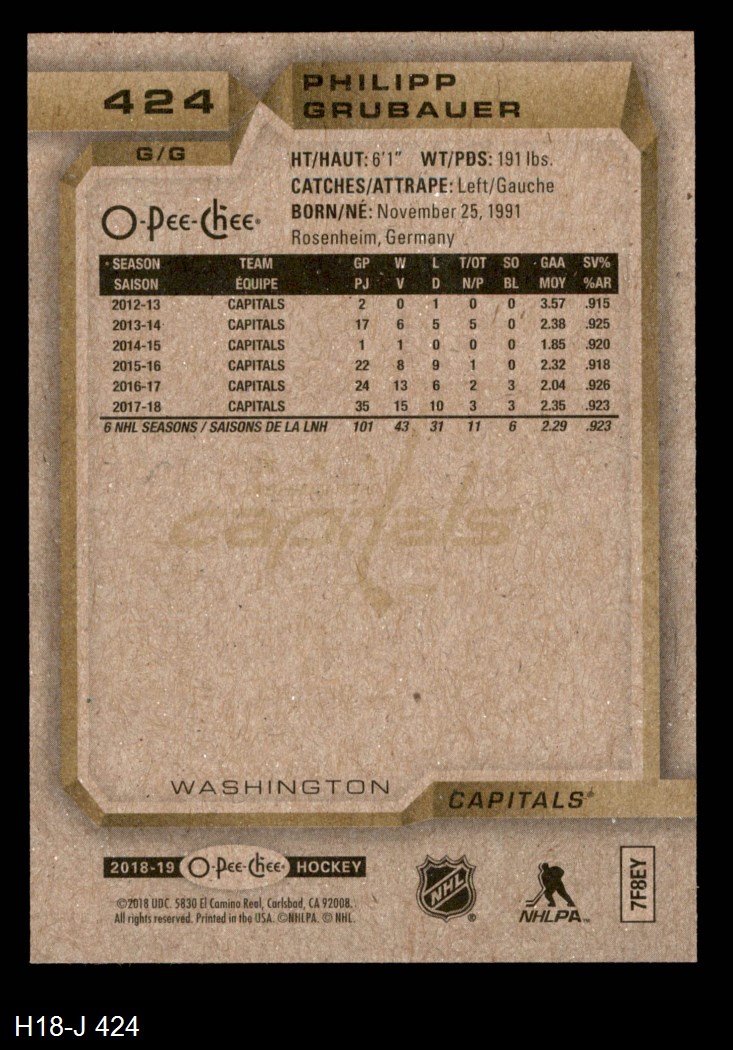 424
PHILIPP
GRUBAUER
G/G
HT/HAUT: 6'1" WT/PDS: 191 lbs.
CATCHES/ATTRAPE: Left/Gauche
BORN/NÉ: November 25, 1991
Rosenheim, Germany
O-PEE-CHEE
SEASON TEAM GP W L T/OT SO GAA SV%
SAISON ÉQUIPE PJ V D N/P BL MOY %AR
2012-13 CAPITALS 2 0 1 0 0 3.57 .915
2013-14 CAPITALS 17 6 5 5 0 2.38 .925
2014-15 CAPITALS 1 1 0 0 0 1.85 .920
2015-16 CAPITALS 22 8 9 1 0 2.32 .918
2016-17 CAPITALS 24 13 6 2 3 2.04 .926
2017-18 CAPITALS 35 15 10 3 3 2.35 .923
6 NHL SEASONS / SAISONS DE LA LNH 101 43 31 11 6 2.29 .923
capitals
WASHINGTON
CAPITALS
2018-19 O-PEE-CHEE HOCKEY
©2018 UDC. 5830 El Camino Real, Carlsbad, CA 92008.
All rights reserved. Printed in the USA. ©NHLPA. © NHL.
NHL
NHLPA
7F8EY
H18-J 424